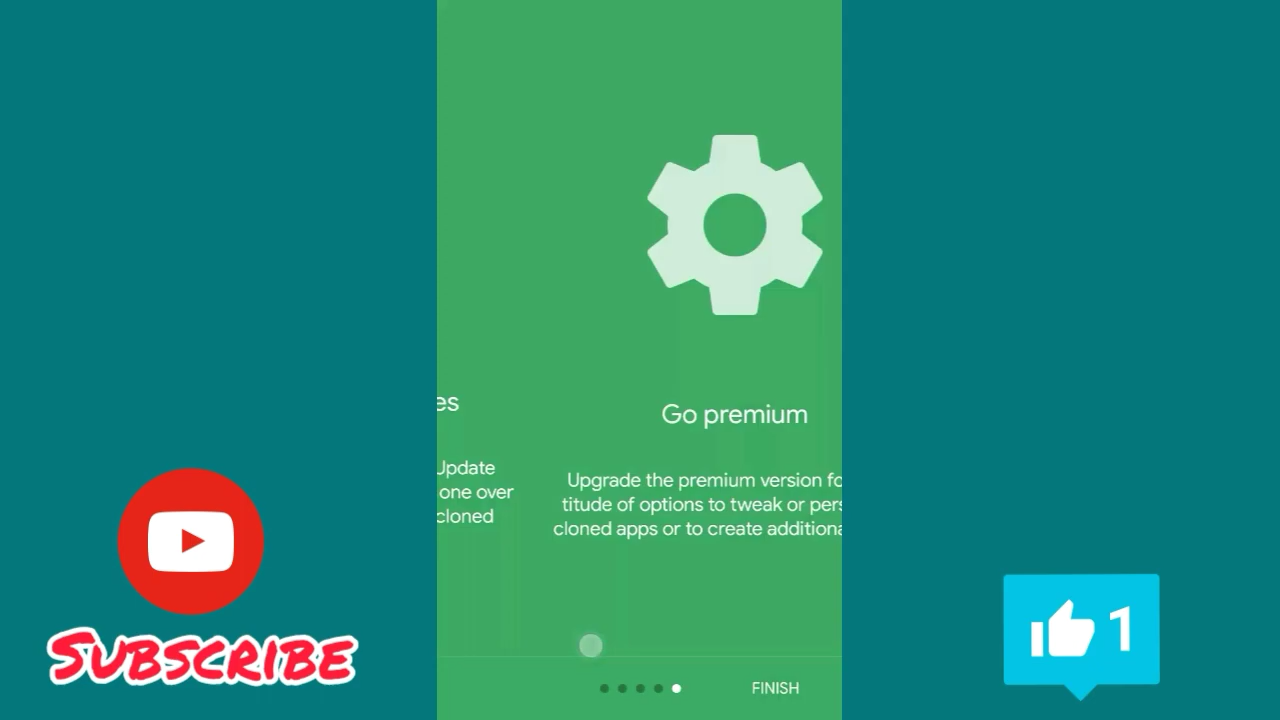 es
Update
one over
cloned
Go premium
Upgrade the premium version fo
titude of options to tweak or pers
cloned apps or to create additiona
FINISH
SUBSCRIBE
1